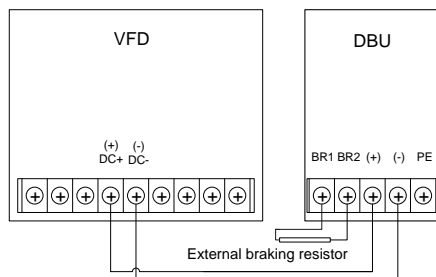 VFD
DBU
(+) (-)
DC+ DC-
BR1 BR2 (+) (-) PE
External braking resistor